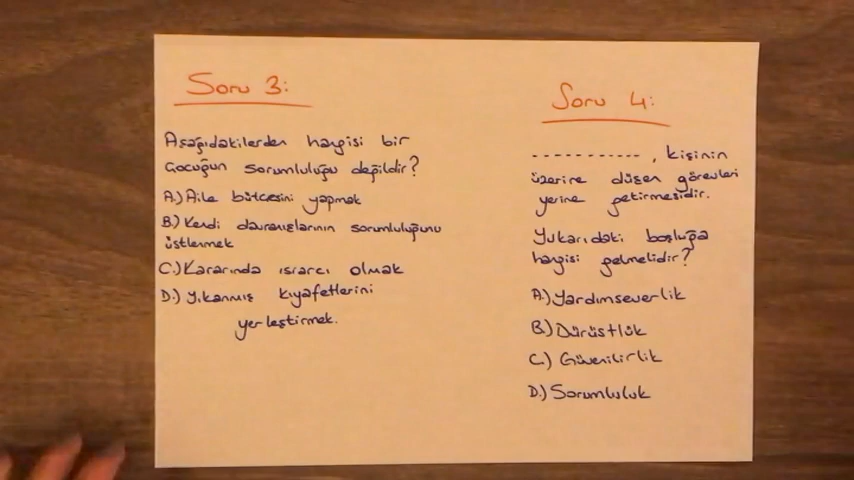 Soru 3:
Aşağıdakilerden hangisi bir
çocuğun sorumluluğu değildir?
A.) Aile bütçesini yapmak
B.) Kendi davranışlarının sorumluluğunu
üstlenmek
C.) Kararında ısrarcı olmak
D.) Yıkanmış kıyafetlerini
yerleştirmek.
Soru 4:
-----------, kişinin
üzerine düşen görevleri
yerine getirmesidir.
Yukarıdaki boşluğa
hangisi gelmelidir?
A.) Yardımseverlik
B.) Dürüstlük
C.) Güvenilirlik
D.) Sorumluluk